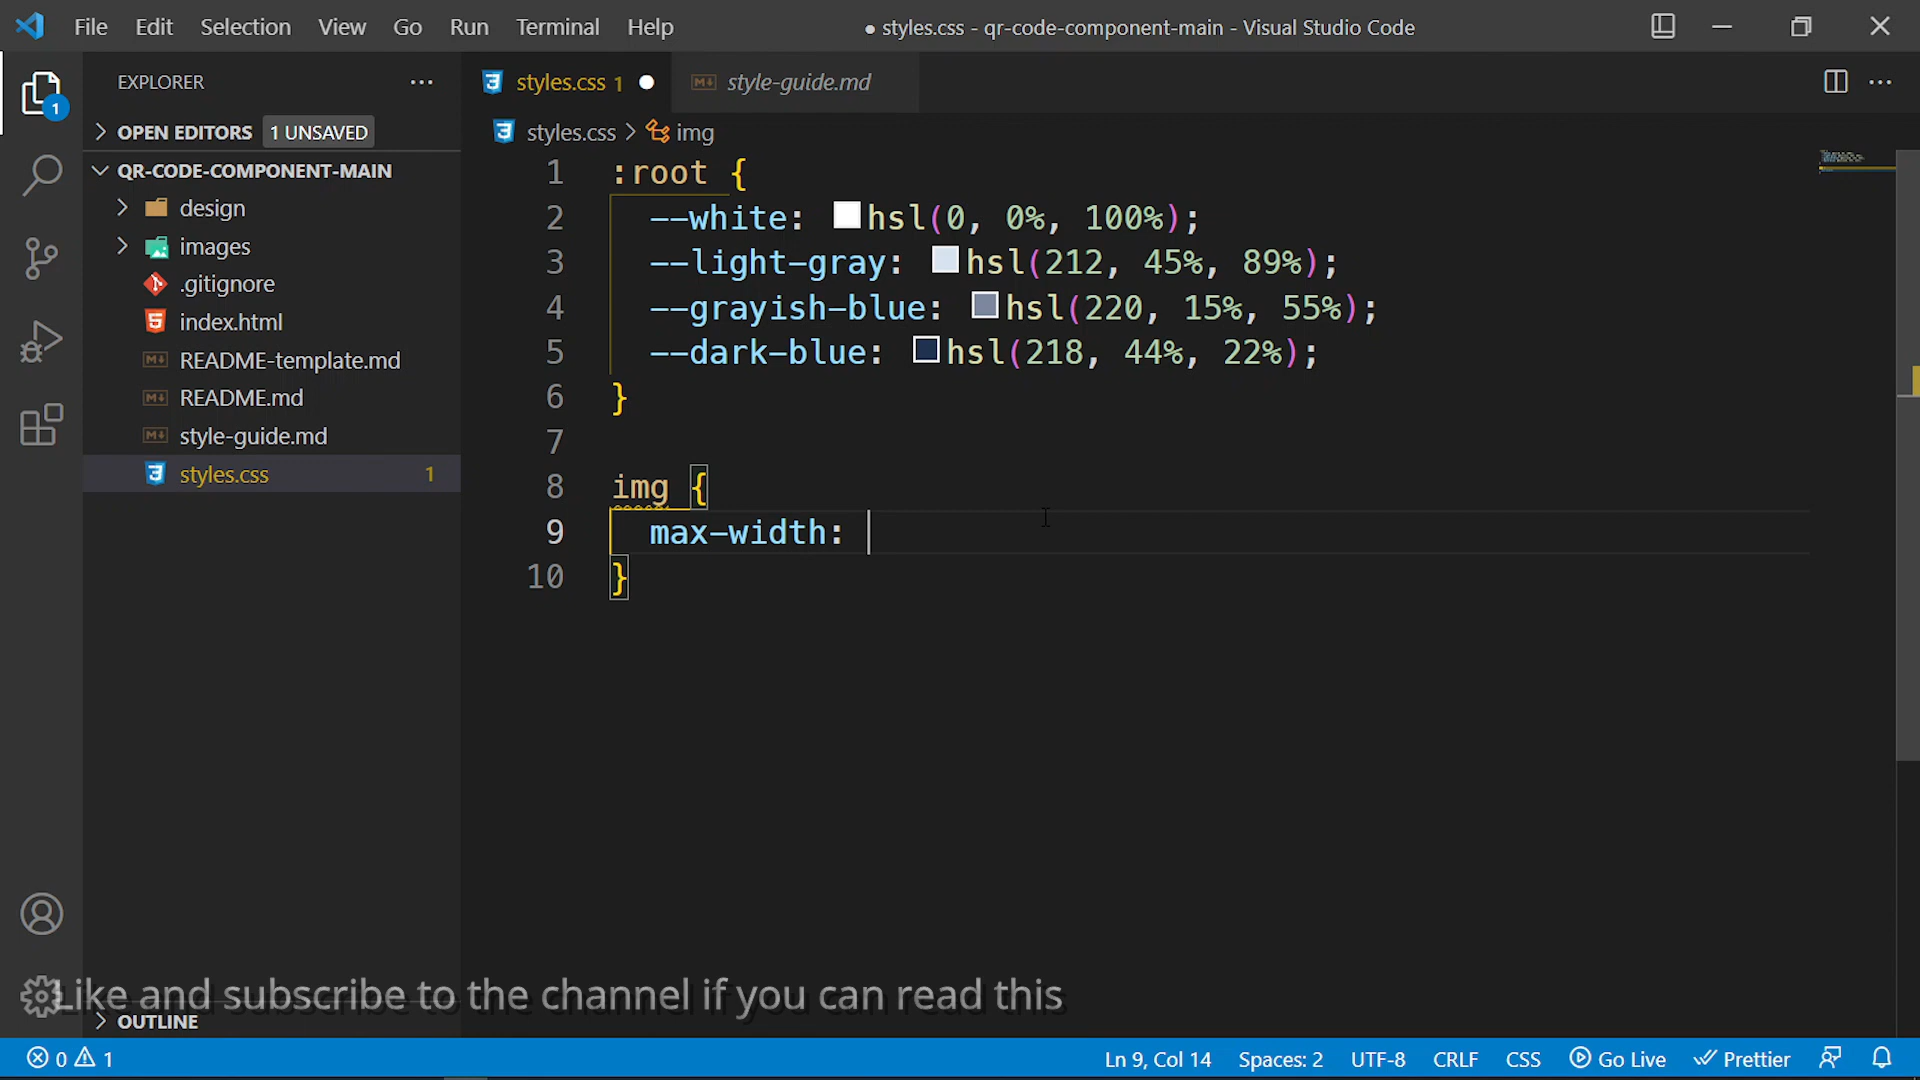 File Edit Selection View Go Run Terminal Help
● styles.css - qr-code-component-main - Visual Studio Code
EXPLORER
styles.css 1
style-guide.md
OPEN EDITORS 1 UNSAVED
styles.css > img
QR-CODE-COMPONENT-MAIN
design
images
.gitignore
index.html
README-template.md
README.md
style-guide.md
styles.css 1
1
1 :root {
2 --white: hsl(0, 0%, 100%);
3 --light-gray: hsl(212, 45%, 89%);
4 --grayish-blue: hsl(220, 15%, 55%);
5 --dark-blue: hsl(218, 44%, 22%);
6 }
7
8 img {
9 max-width:
10 }
Like and subscribe to the channel if you can read this
OUTLINE
0 1 Ln 9, Col 14 Spaces: 2 UTF-8 CRLF CSS Go Live Prettier